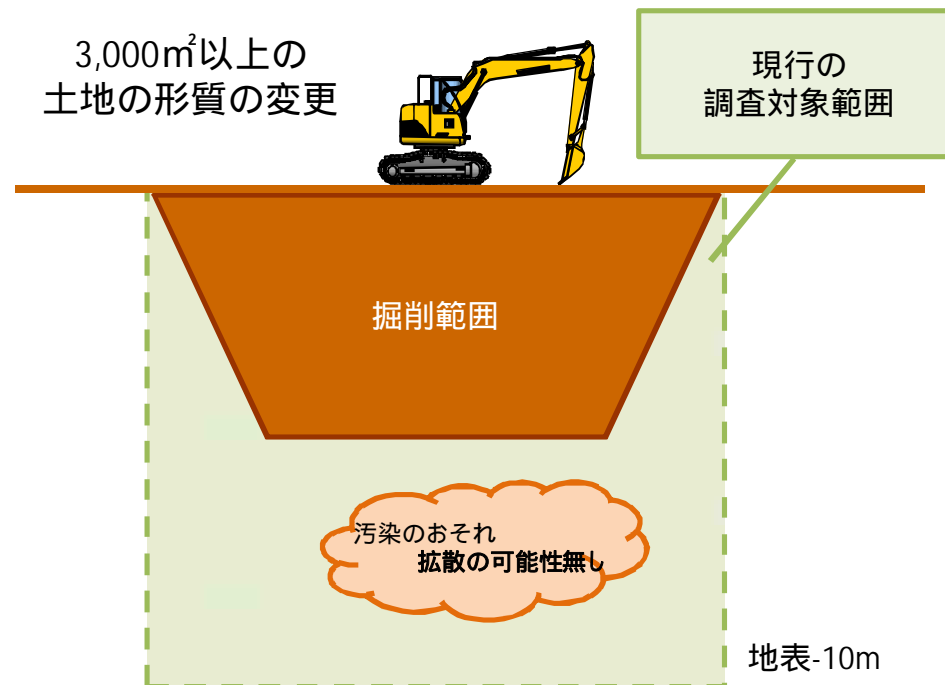 3,000㎡以上の
土地の形質の変更
現行の
調査対象範囲
掘削範囲
汚染のおそれ
拡散の可能性無し
地表-10m